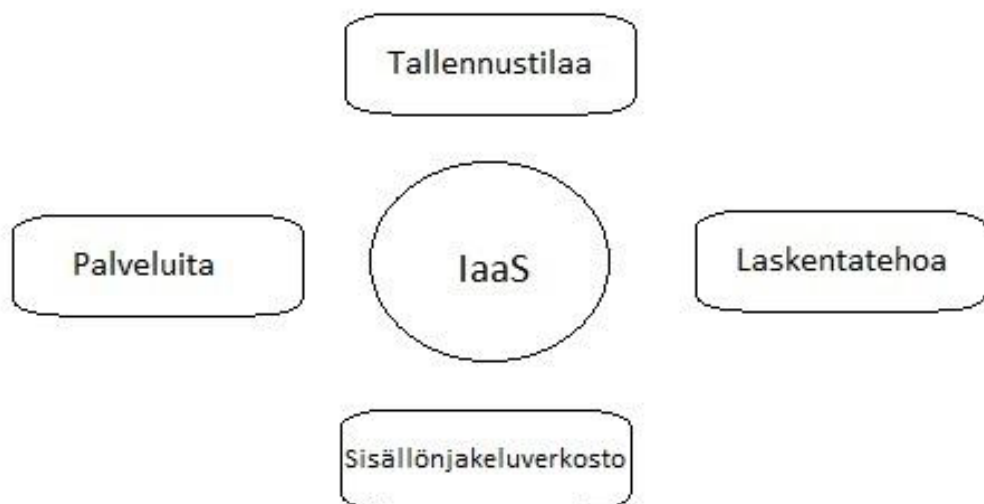 Tallennustilaa
Palveluita
IaaS
Laskentatehoa
Sisällönjakeluverkosto